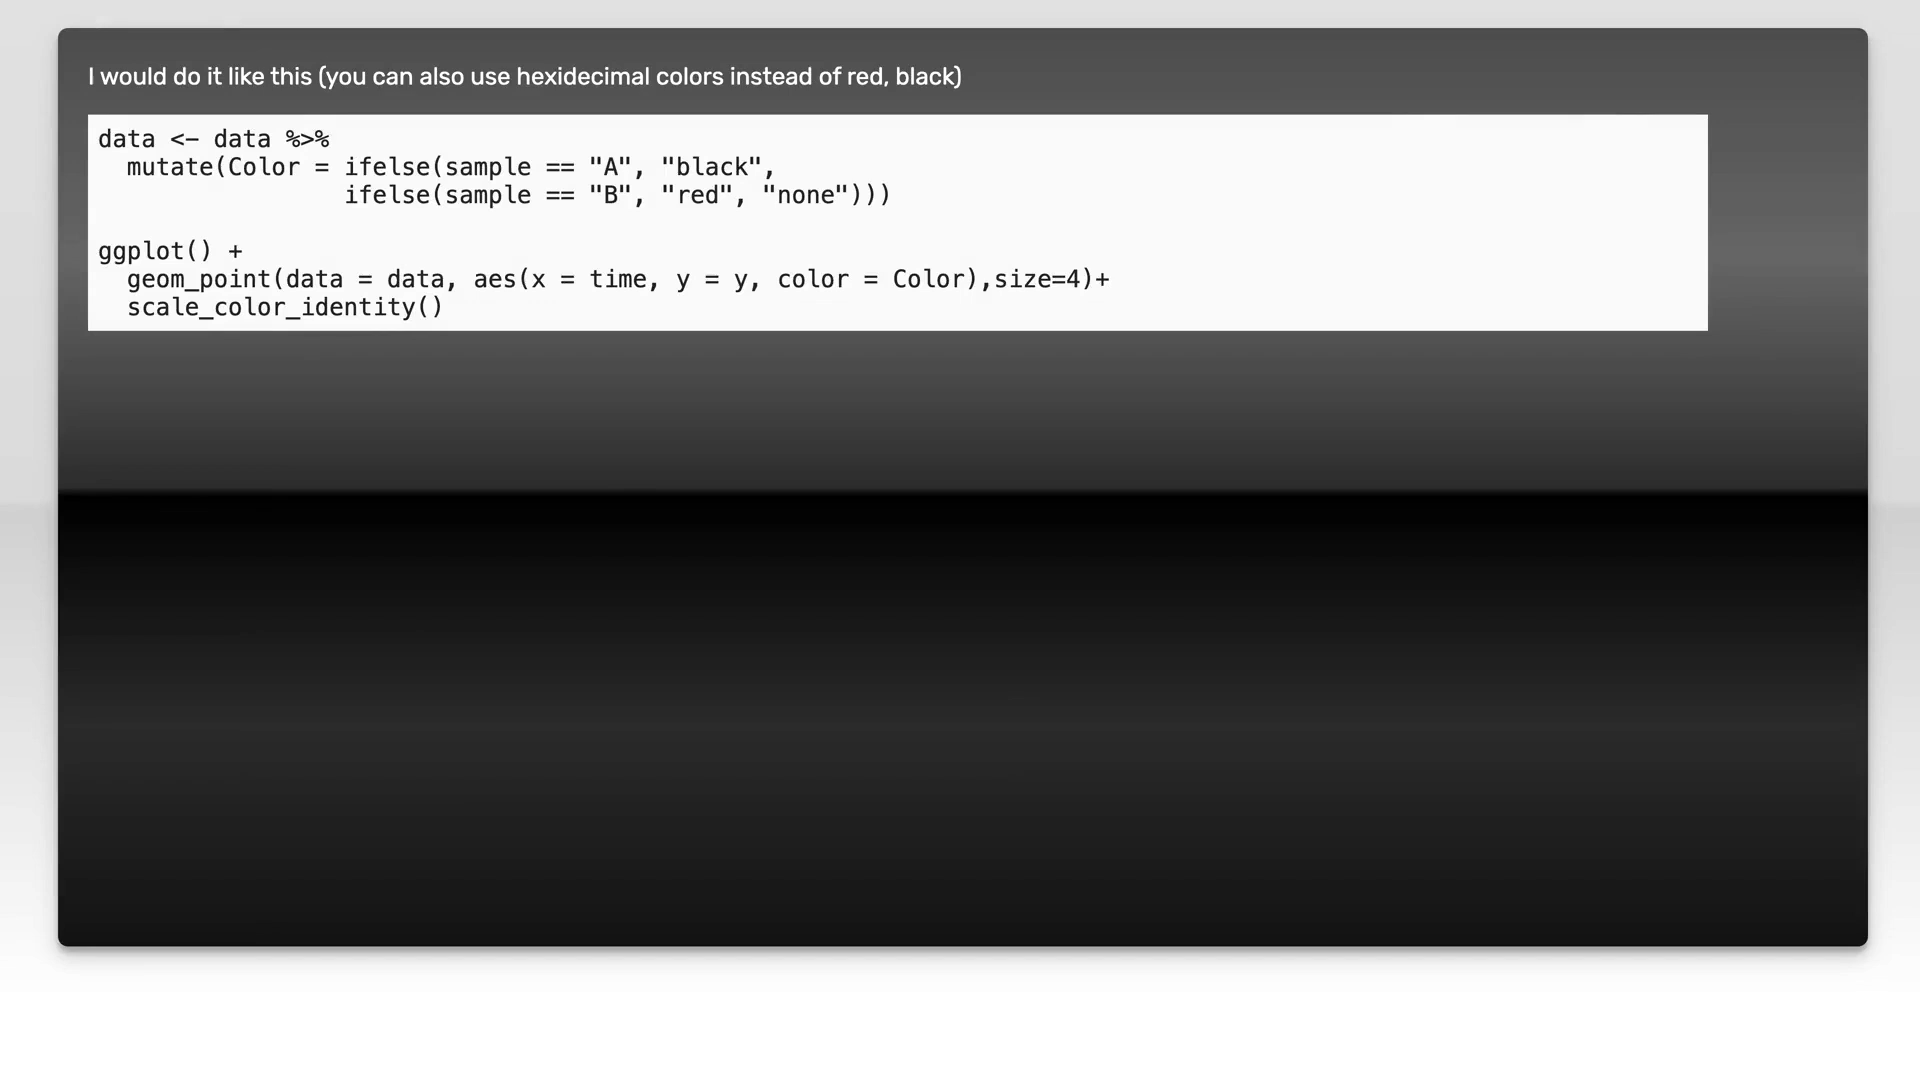 I would do it like this (you can also use hexidecimal colors instead of red, black)
data <- data %>%
  mutate(Color = ifelse(sample == "A", "black",
                 ifelse(sample == "B", "red", "none")))

ggplot() +
  geom_point(data = data, aes(x = time, y = y, color = Color),size=4)+
  scale_color_identity()